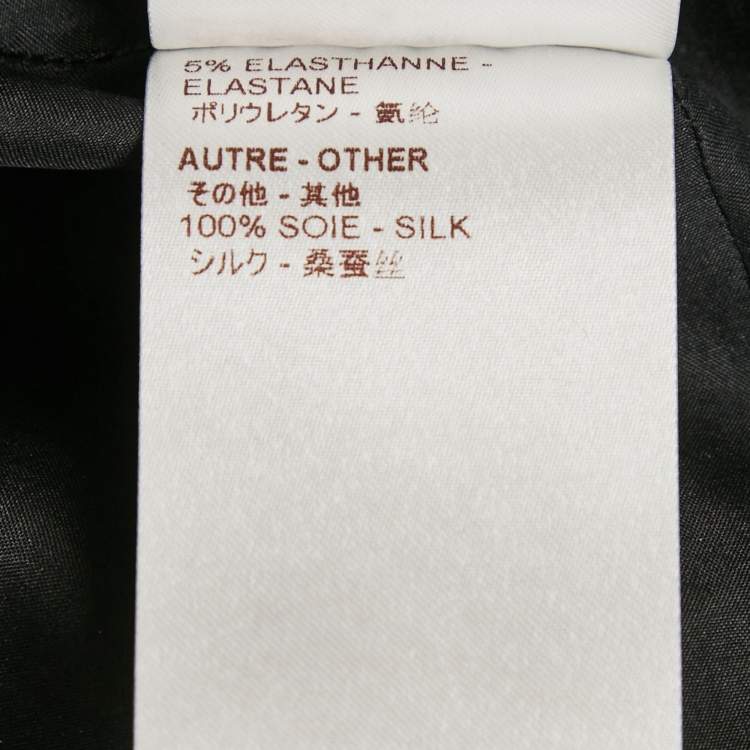 5% ELASTHANNE -
ELASTANE
ポリウレタン - 氨纶
AUTRE - OTHER
その他 - 其他
100% SOIE - SILK
シルク - 桑蚕丝